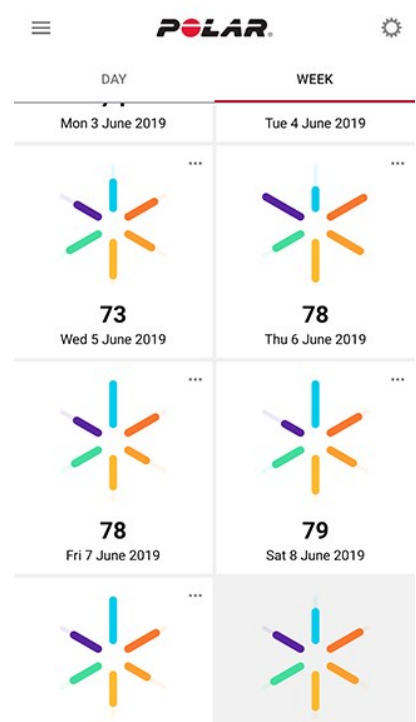 POLAR.
DAY WEEK
Mon 3 June 2019 Tue 4 June 2019
73 78
Wed 5 June 2019 Thu 6 June 2019
78 79
Fri 7 June 2019 Sat 8 June 2019